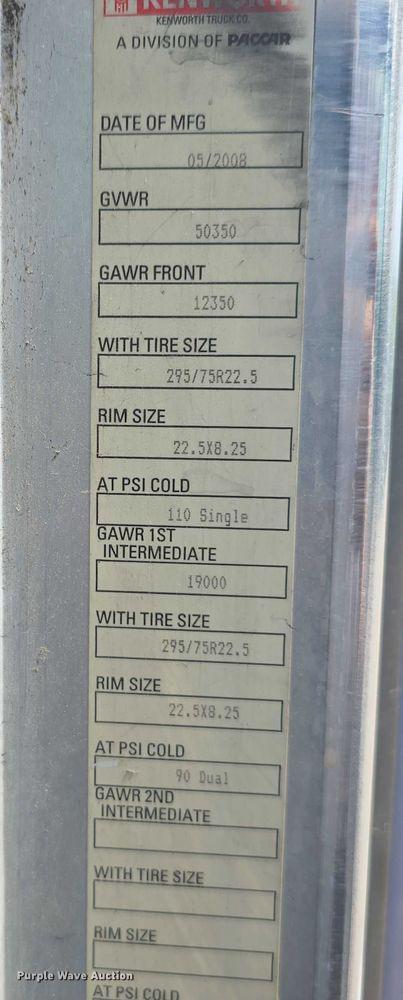 KENWORTH
KENWORTH TRUCK CO.
A DIVISION OF PACCAR
DATE OF MFG
05/2008
GVWR
50350
GAWR FRONT
12350
WITH TIRE SIZE
295/75R22.5
RIM SIZE
22.5X8.25
AT PSI COLD
110 Single
GAWR 1ST
INTERMEDIATE
19000
WITH TIRE SIZE
295/75R22.5
RIM SIZE
22.5X8.25
AT PSI COLD
90 Dual
GAWR 2ND
INTERMEDIATE
WITH TIRE SIZE
RIM SIZE
AT PSI COLD
Purple Wave Auction